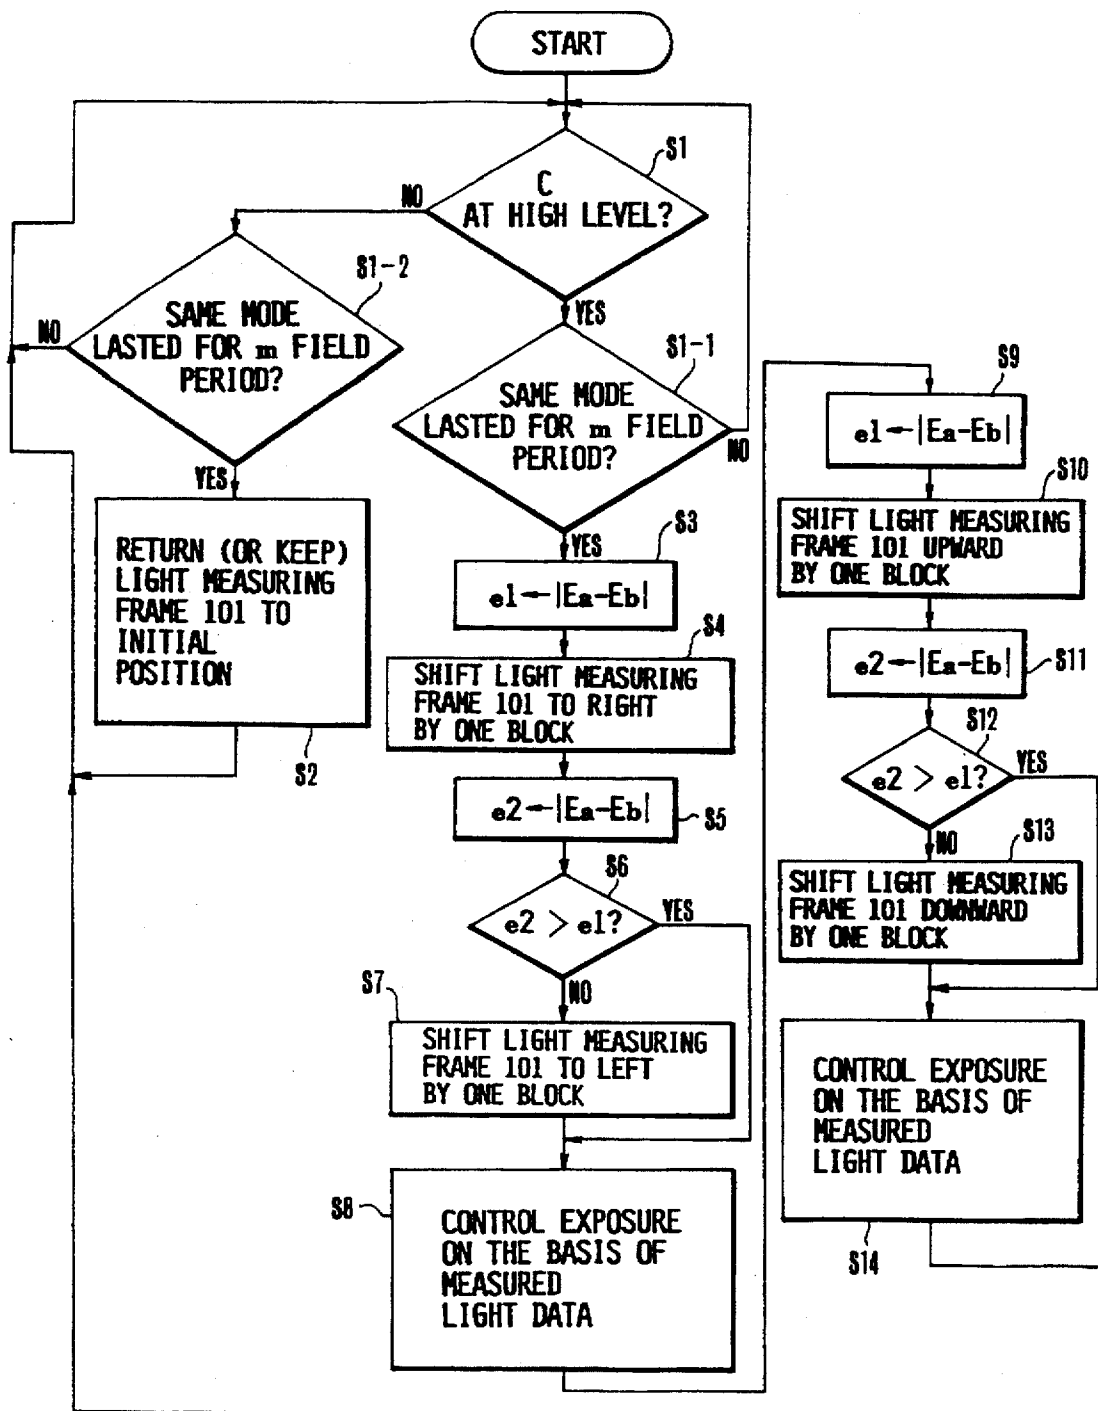 START
S1
C
AT HIGH LEVEL?
NO
YES
S1-2
SAME MODE
LASTED FOR m FIELD
PERIOD?
NO
YES
RETURN (OR KEEP)
LIGHT MEASURING
FRAME 101 TO
INITIAL
POSITION
S2
S1-1
SAME MODE
LASTED FOR m FIELD
PERIOD?
NO
YES
S3
e1←|Ea-Eb|
S4
SHIFT LIGHT MEASURING
FRAME 101 TO RIGHT
BY ONE BLOCK
e2←|Ea-Eb|
S5
S6
e2 > e1?
YES
NO
S7
SHIFT LIGHT MEASURING
FRAME 101 TO LEFT
BY ONE BLOCK
S8
CONTROL EXPOSURE
ON THE BASIS OF
MEASURED
LIGHT DATA
S9
e1←|Ea-Eb|
S10
SHIFT LIGHT MEASURING
FRAME 101 UPWARD
BY ONE BLOCK
e2←|Ea-Eb|
S11
S12
e2 > e1?
YES
NO
S13
SHIFT LIGHT MEASURING
FRAME 101 DOWNWARD
BY ONE BLOCK
CONTROL EXPOSURE
ON THE BASIS OF
MEASURED
LIGHT DATA
S14